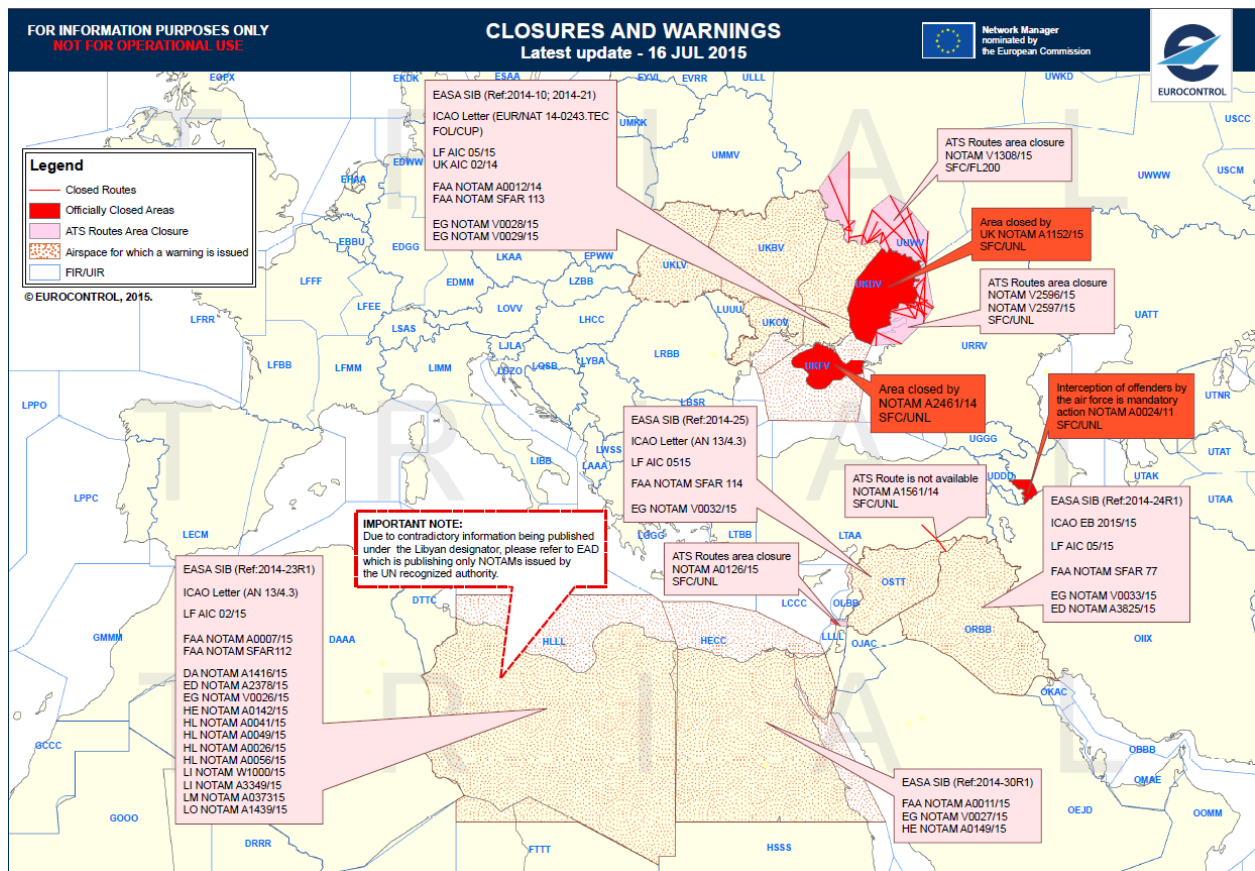 FOR INFORMATION PURPOSES ONLY
NOT FOR OPERATIONAL USE
CLOSURES AND WARNINGS
Latest update - 16 JUL 2015
Network Manager
nominated by
the European Commission
EUROCONTROL
Legend
Closed Routes
Officially Closed Areas
ATS Routes Area Closure
Airspace for which a warning is issued
FIR/UIR
© EUROCONTROL, 2015.
EASA SIB (Ref:2014-10; 2014-21)
ICAO Letter (EUR/NAT 14-0243.TEC
FOL/CUP)
LF AIC 05/15
UK AIC 02/14
FAA NOTAM A0012/14
FAA NOTAM SFAR 113
EG NOTAM V0028/15
EG NOTAM V0029/15
ATS Routes area closure
NOTAM V1308/15
SFC/FL200
Area closed by
UK NOTAM A1152/15
SFC/UNL
ATS Routes area closure
NOTAM V2596/15
NOTAM V2597/15
SFC/UNL
Area closed by
NOTAM A2461/14
SFC/UNL
Interception of offenders by
the air force is mandatory
action NOTAM A0024/11
SFC/UNL
EASA SIB (Ref:2014-25)
ICAO Letter (AN 13/4.3)
LF AIC 0515
FAA NOTAM SFAR 114
EG NOTAM V0032/15
ATS Route is not available
NOTAM A1561/14
SFC/UNL
EASA SIB (Ref:2014-24R1)
ICAO EB 2015/15
LF AIC 05/15
FAA NOTAM SFAR 77
EG NOTAM V0033/15
ED NOTAM A3825/15
ATS Routes area closure
NOTAM A0126/15
SFC/UNL
IMPORTANT NOTE:
Due to contradictory information being published
under the Libyan designator, please refer to EAD
which is publishing only NOTAMs issued by
the UN recognized authority.
EASA SIB (Ref:2014-23R1)
ICAO Letter (AN 13/4.3)
LF AIC 02/15
FAA NOTAM A0007/15
FAA NOTAM SFAR112
DA NOTAM A1416/15
ED NOTAM A2378/15
EG NOTAM V0026/15
HE NOTAM A0142/15
HL NOTAM A0041/15
HL NOTAM A0049/15
HL NOTAM A0026/15
HL NOTAM A0056/15
LI NOTAM W1000/15
LI NOTAM A3349/15
LM NOTAM A037315
LO NOTAM A1439/15
EASA SIB (Ref:2014-30R1)
FAA NOTAM A0011/15
EG NOTAM V0027/15
HE NOTAM A0149/15
EKDK
ESAA
EYVL
EVRR
ULLL
UWKD
USCC
UMKK
UMMV
UWWW
USCM
EDWW
EHAA
EBBU
EDGG
LKAA
EPWW
UKLV
UKBV
UUWV
UKDV
LFFF
EDMM
LZBB
LFEE
LOVV
LHCC
LUUU
UKOV
UATT
LFRR
LSAS
LJLA
LRBB
UKFV
URRV
LFBB
LFMM
LIMM
LDZO
LQSB
LYBA
LBSR
UTNR
LPPO
LWSS
LAAA
LIBB
UGGG
UDDD
UTAT
UTAK
UTAA
LPPC
LECM
LGGG
LTBB
LTAA
OSTT
DTTC
LCCC
OLBB
LLLL
OJAC
ORBB
OIIX
GMMM
DAAA
HLLL
HECC
OKAC
GCCC
OBBB
OMAE
OOMM
OEJD
GOOO
DRRR
FTTT
HSSS
T R I A L
T R I A L
T R I A L